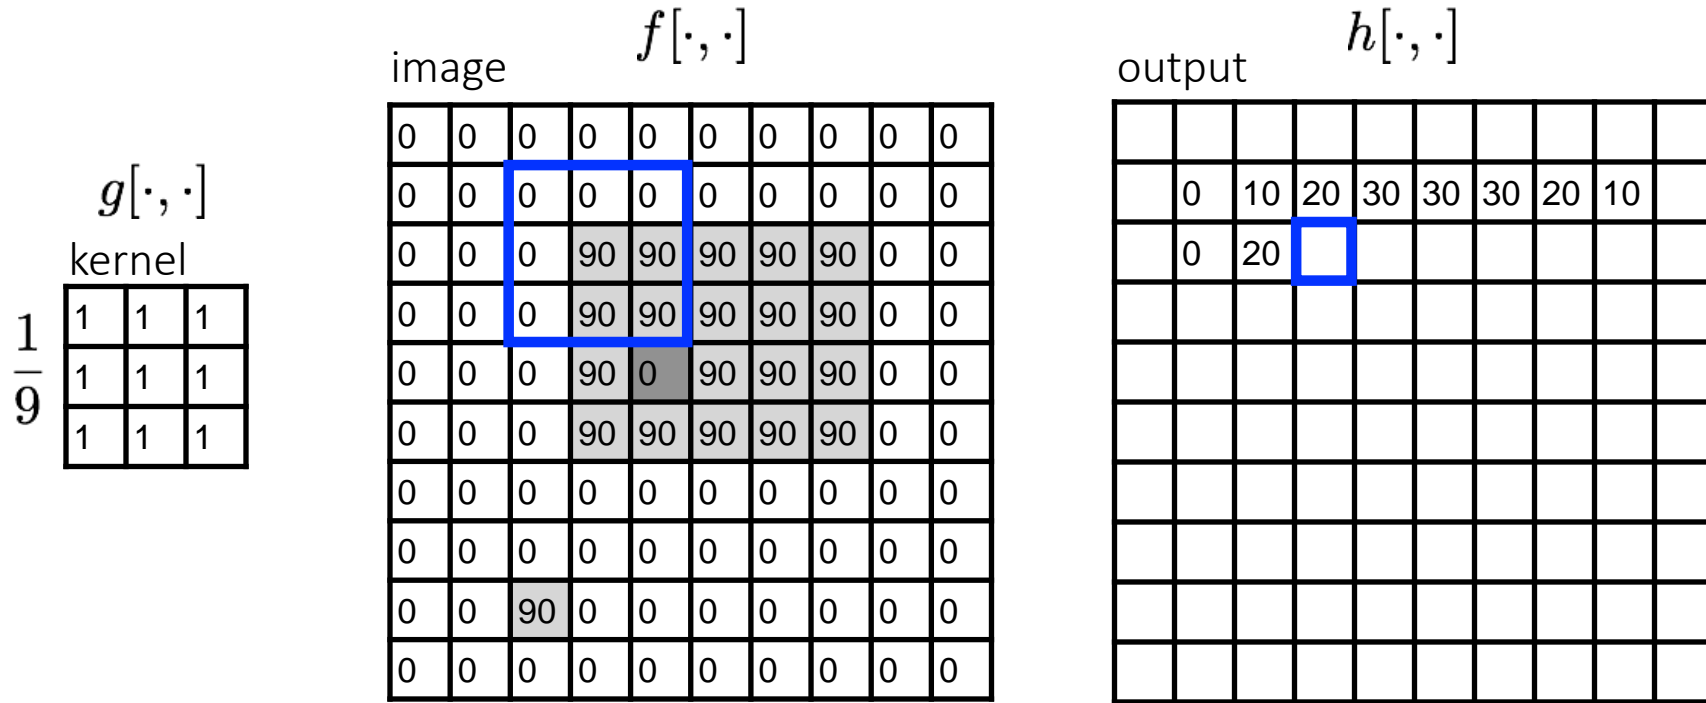 f[·, ·]
h[·, ·]
image
output
g[·, ·]
kernel
1/9
1 1 1
1 1 1
1 1 1
0 0 0 0 0 0 0 0 0 0
0 0 0 0 0 0 0 0 0 0
0 0 0 90 90 90 90 90 0 0
0 0 0 90 90 90 90 90 0 0
0 0 0 90 0 90 90 90 0 0
0 0 0 90 90 90 90 90 0 0
0 0 0 0 0 0 0 0 0 0
0 0 0 0 0 0 0 0 0 0
0 0 90 0 0 0 0 0 0 0
0 0 0 0 0 0 0 0 0 0
0 10 20 30 30 30 20 10
0 20